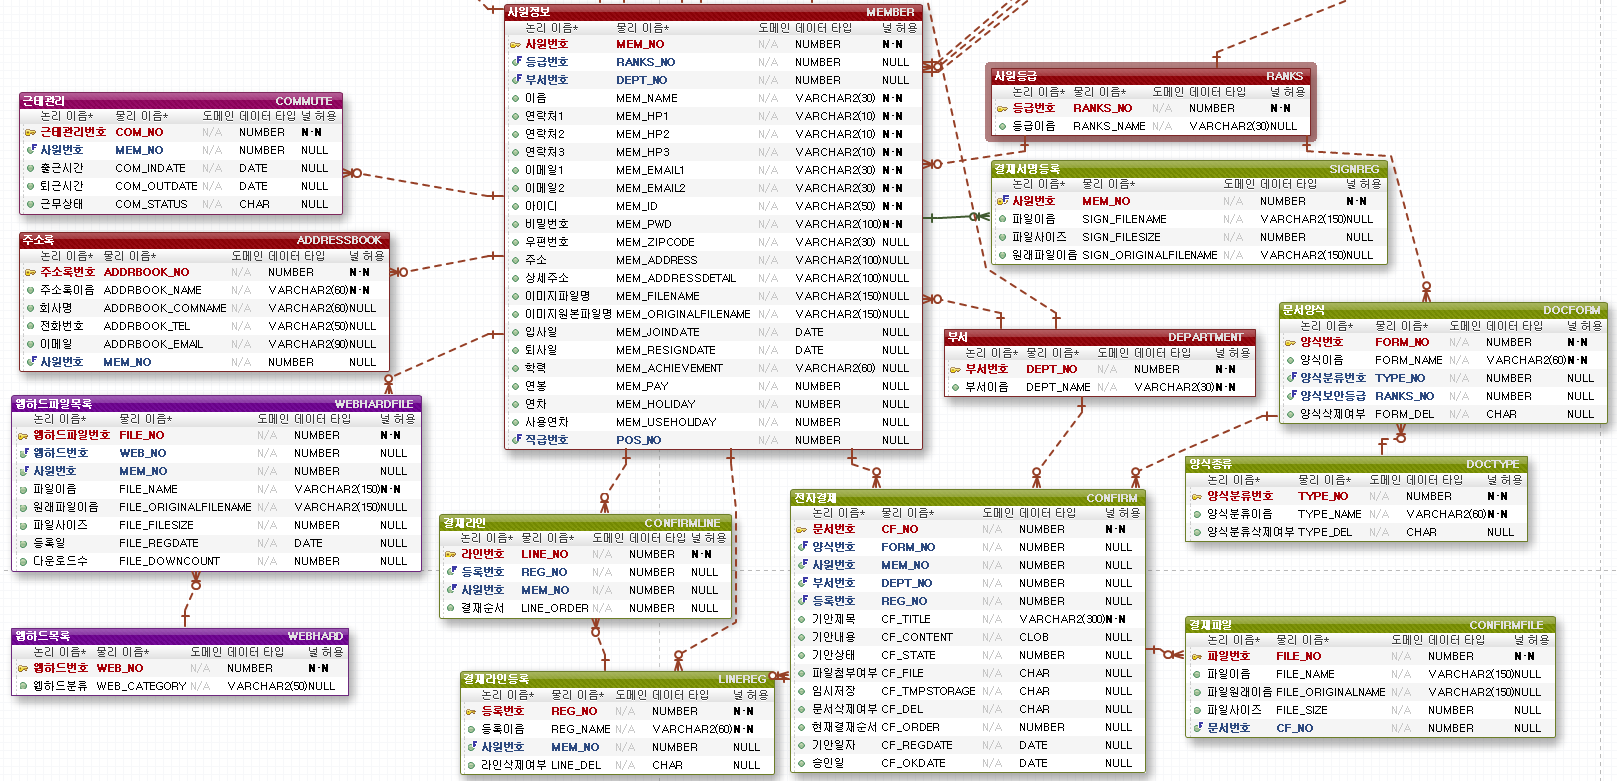 사원정보 MEMBER
논리 이름* 물리 이름* 도메인 데이터 타입 널 허용
사원번호 MEM_NO N/A NUMBER N-N
등급번호 RANKS_NO N/A NUMBER NULL
부서번호 DEPT_NO N/A NUMBER NULL
이름 MEM_NAME N/A VARCHAR2(30) N-N
연락처1 MEM_HP1 N/A VARCHAR2(10) N-N
연락처2 MEM_HP2 N/A VARCHAR2(10) N-N
연락처3 MEM_HP3 N/A VARCHAR2(10) N-N
이메일1 MEM_EMAIL1 N/A VARCHAR2(30) N-N
이메일2 MEM_EMAIL2 N/A VARCHAR2(30) N-N
아이디 MEM_ID N/A VARCHAR2(50) N-N
비밀번호 MEM_PWD N/A VARCHAR2(100) N-N
우편번호 MEM_ZIPCODE N/A VARCHAR2(30) NULL
주소 MEM_ADDRESS N/A VARCHAR2(100) NULL
상세주소 MEM_ADDRESSDETAIL N/A VARCHAR2(100) NULL
이미지파일명 MEM_FILENAME N/A VARCHAR2(150) NULL
이미지원본파일명 MEM_ORIGINALFILENAME N/A VARCHAR2(150) NULL
입사일 MEM_JOINDATE N/A DATE NULL
퇴사일 MEM_RESIGNDATE N/A DATE NULL
학력 MEM_ACHIEVEMENT N/A VARCHAR2(60) NULL
연봉 MEM_PAY N/A NUMBER NULL
연차 MEM_HOLIDAY N/A NUMBER NULL
사용연차 MEM_USEHOLIDAY N/A NUMBER NULL
직급번호 POS_NO N/A NUMBER NULL
사원등급 RANKS
논리 이름* 물리 이름* 도메인 데이터 타입 널 허용
등급번호 RANKS_NO N/A NUMBER N-N
등급이름 RANKS_NAME N/A VARCHAR2(30) NULL
근태관리 COMMUTE
논리 이름* 물리 이름* 도메인 데이터 타입 널 허용
근태관리번호 COM_NO N/A NUMBER N-N
사원번호 MEM_NO N/A NUMBER NULL
출근시간 COM_INDATE N/A DATE NULL
퇴근시간 COM_OUTDATE N/A DATE NULL
근무상태 COM_STATUS N/A CHAR NULL
결재서명등록 SIGNREG
논리 이름* 물리 이름* 도메인 데이터 타입 널 허용
사원번호 MEM_NO N/A NUMBER N-N
파일이름 SIGN_FILENAME N/A VARCHAR2(150) NULL
파일사이즈 SIGN_FILESIZE N/A NUMBER NULL
원래파일이름 SIGN_ORIGINALFILENAME N/A VARCHAR2(150) NULL
주소록 ADDRESSBOOK
논리 이름* 물리 이름* 도메인 데이터 타입 널 허용
주소록번호 ADDRBOOK_NO N/A NUMBER N-N
주소록이름 ADDRBOOK_NAME N/A VARCHAR2(60) N-N
회사명 ADDRBOOK_COMNAME N/A VARCHAR2(60) NULL
전화번호 ADDRBOOK_TEL N/A VARCHAR2(50) NULL
이메일 ADDRBOOK_EMAIL N/A VARCHAR2(90) NULL
사원번호 MEM_NO N/A NUMBER NULL
부서 DEPARTMENT
논리 이름* 물리 이름* 도메인 데이터 타입 널 허용
부서번호 DEPT_NO N/A NUMBER N-N
부서이름 DEPT_NAME N/A VARCHAR2(30) N-N
문서양식 DOCFORM
논리 이름* 물리 이름* 도메인 데이터 타입 널 허용
양식번호 FORM_NO N/A NUMBER N-N
양식이름 FORM_NAME N/A VARCHAR2(60) N-N
양식분류번호 TYPE_NO N/A NUMBER NULL
양식보안등급 RANKS_NO N/A NUMBER NULL
양식삭제여부 FORM_DEL N/A CHAR NULL
웹하드파일목록 WEBHARDFILE
논리 이름* 물리 이름* 도메인 데이터 타입 널 허용
웹하드파일번호 FILE_NO N/A NUMBER N-N
웹하드번호 WEB_NO N/A NUMBER NULL
사원번호 MEM_NO N/A NUMBER NULL
파일이름 FILE_NAME N/A VARCHAR2(150) N-N
원래파일이름 FILE_ORIGINALFILENAME N/A VARCHAR2(150) NULL
파일사이즈 FILE_FILESIZE N/A NUMBER NULL
등록일 FILE_REGDATE N/A DATE NULL
다운로드수 FILE_DOWNCOUNT N/A NUMBER NULL
양식종류 DOCTYPE
논리 이름* 물리 이름* 도메인 데이터 타입 널 허용
양식분류번호 TYPE_NO N/A NUMBER N-N
양식분류이름 TYPE_NAME N/A VARCHAR2(60) N-N
양식분류삭제여부 TYPE_DEL N/A CHAR NULL
결재라인 CONFIRMLINE
논리 이름* 물리 이름* 도메인 데이터 타입 널 허용
라인번호 LINE_NO N/A NUMBER N-N
등록번호 REG_NO N/A NUMBER NULL
사원번호 MEM_NO N/A NUMBER NULL
결재순서 LINE_ORDER N/A NUMBER NULL
전자결제 CONFIRM
논리 이름* 물리 이름* 도메인 데이터 타입 널 허용
문서번호 CF_NO N/A NUMBER N-N
양식번호 FORM_NO N/A NUMBER NULL
사원번호 MEM_NO N/A NUMBER NULL
부서번호 DEPT_NO N/A NUMBER NULL
등록번호 REG_NO N/A NUMBER NULL
기안제목 CF_TITLE N/A VARCHAR2(300) N-N
기안내용 CF_CONTENT N/A CLOB NULL
기안상태 CF_STATE N/A NUMBER NULL
파일첨부여부 CF_FILE N/A CHAR NULL
임시저장 CF_TMPSTORAGE N/A CHAR NULL
문서삭제여부 CF_DEL N/A CHAR NULL
현재결재순서 CF_ORDER N/A NUMBER NULL
기안일자 CF_REGDATE N/A DATE NULL
승인일 CF_OKDATE N/A DATE NULL
웹하드목록 WEBHARD
논리 이름* 물리 이름* 도메인 데이터 타입 널 허용
웹하드번호 WEB_NO N/A NUMBER N-N
웹하드분류 WEB_CATEGORY N/A VARCHAR2(50) NULL
결재라인등록 LINEREG
논리 이름* 물리 이름* 도메인 데이터 타입 널 허용
등록번호 REG_NO N/A NUMBER N-N
등록이름 REG_NAME N/A VARCHAR2(60) N-N
사원번호 MEM_NO N/A NUMBER NULL
라인삭제여부 LINE_DEL N/A CHAR NULL
결재파일 CONFIRMFILE
논리 이름* 물리 이름* 도메인 데이터 타입 널 허용
파일번호 FILE_NO N/A NUMBER N-N
파일이름 FILE_NAME N/A VARCHAR2(150) NULL
파일원래이름 FILE_ORIGINALNAME N/A VARCHAR2(150) NULL
파일사이즈 FILE_SIZE N/A NUMBER NULL
문서번호 CF_NO N/A NUMBER NULL